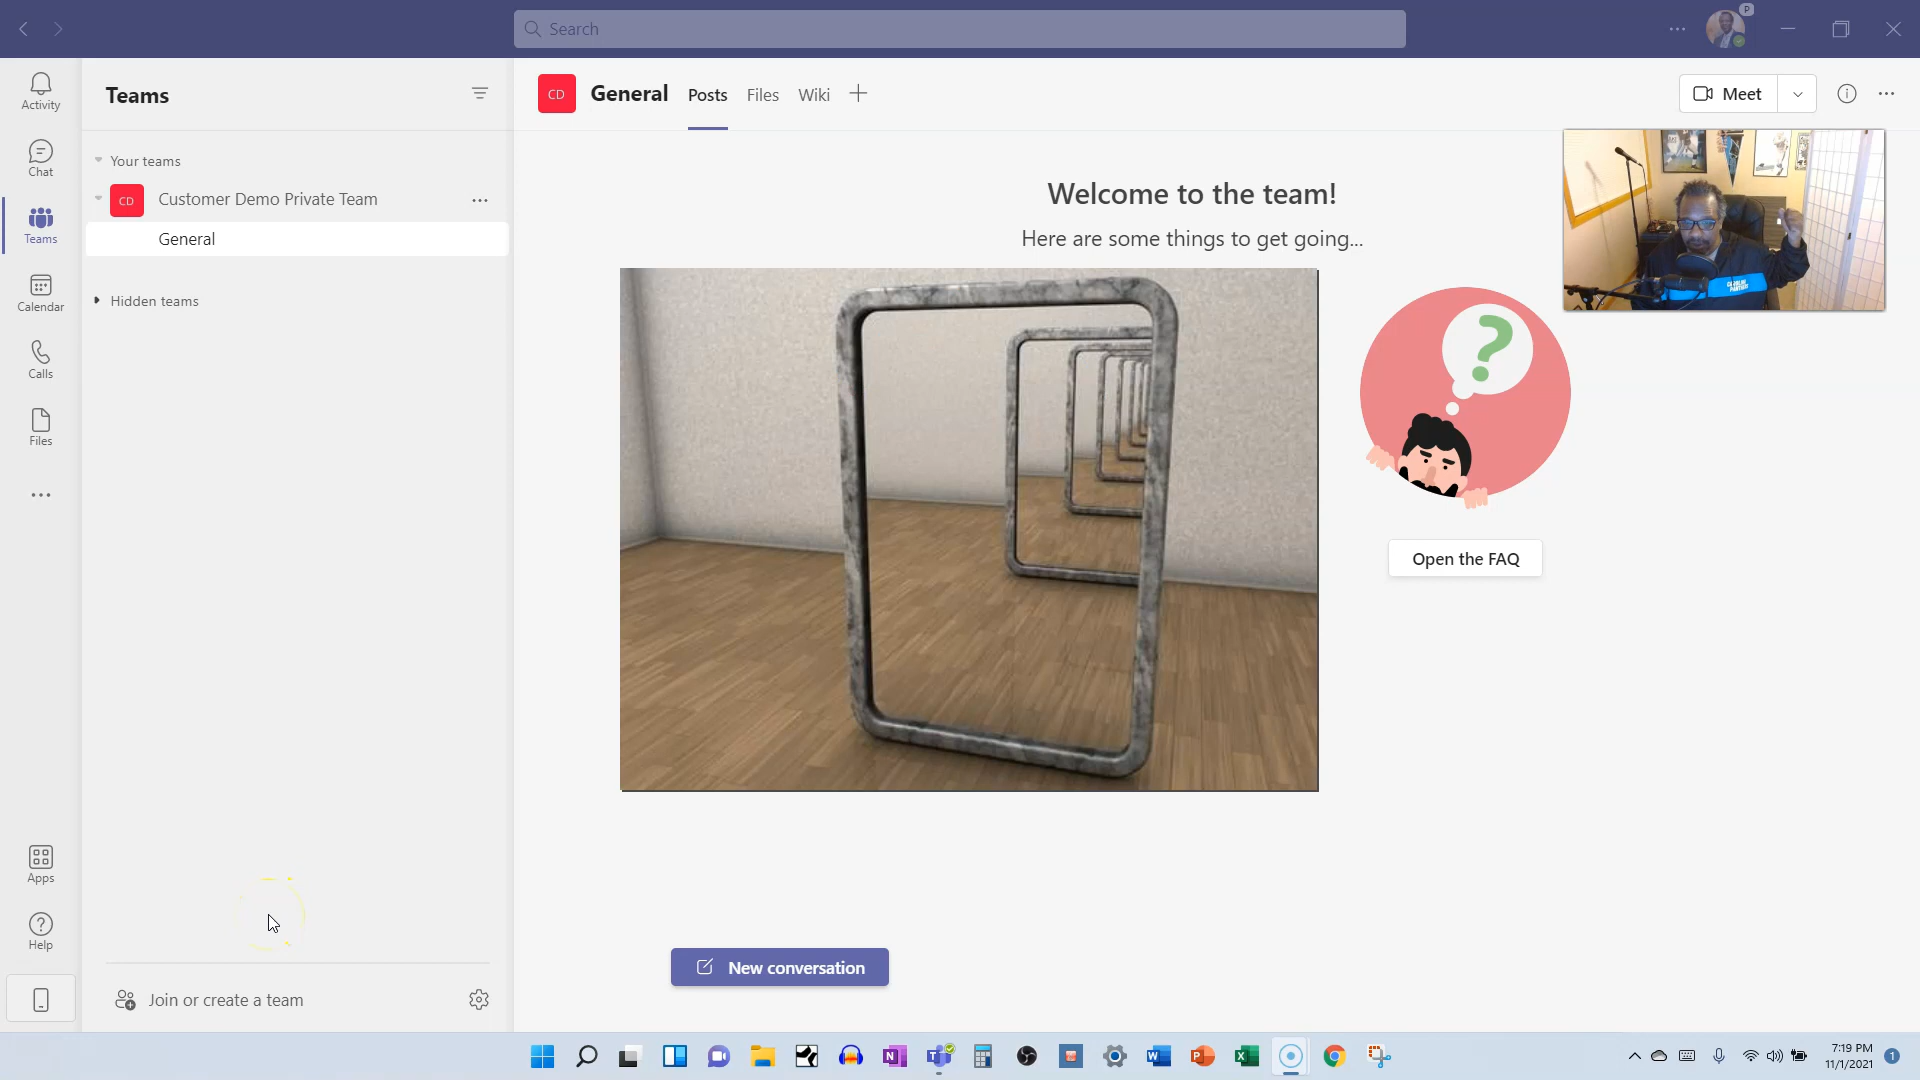 Search
P
Activity
Chat
Teams
Calendar
Calls
Files
Apps
Help
Teams
Your teams
CD
Customer Demo Private Team
General
Hidden teams
Join or create a team
CD
General
Posts
Files
Wiki
Meet
Welcome to the team!
Here are some things to get going...
?
Open the FAQ
New conversation
N
T
W
P
X
7:19 PM
11/1/2021
1